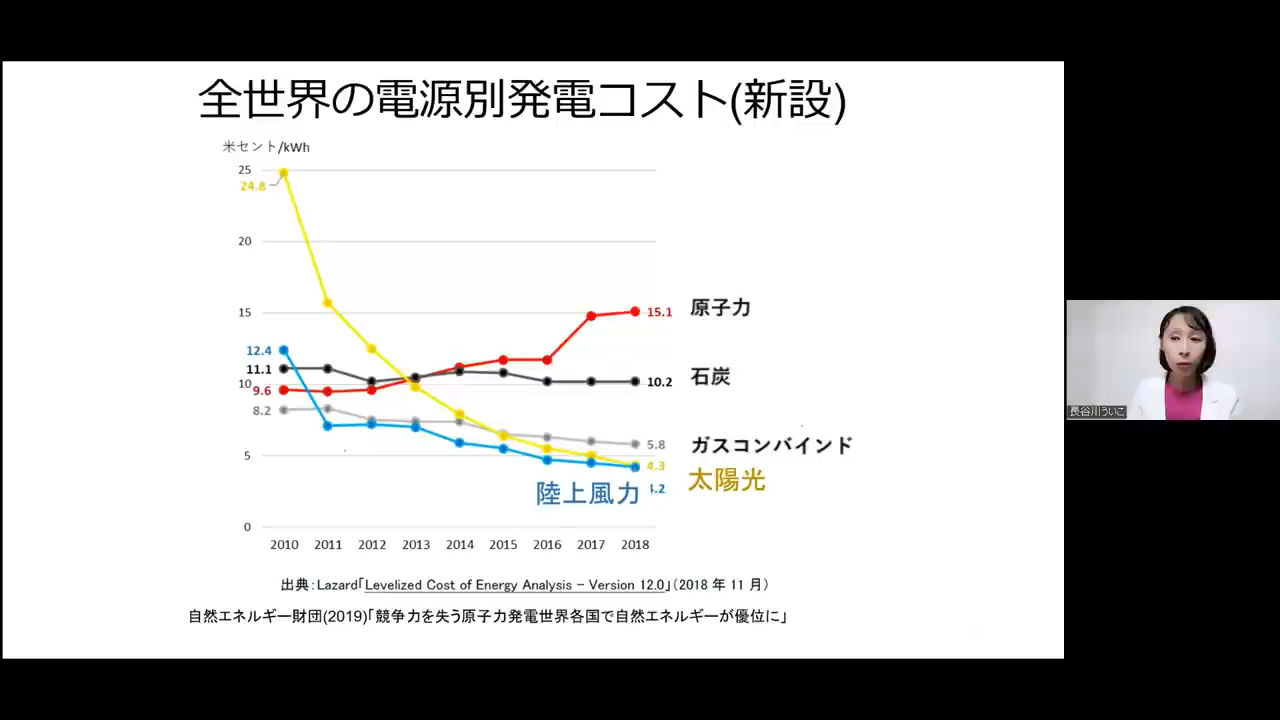 全世界の電源別発電コスト(新設)
米セント/kWh
25
24.8
20
15
15.1
原子力
12.4
11.1
10
9.6
10.2
石炭
8.2
5.8
ガスコンバインド
5
4.3
太陽光
陸上風力
.2
0
2010 2011 2012 2013 2014 2015 2016 2017 2018
出典：Lazard「Levelized Cost of Energy Analysis − Version 12.0」（2018 年 11 月）
自然エネルギー財団(2019)「競争力を失う原子力発電世界各国で自然エネルギーが優位に」
長谷川ういこ